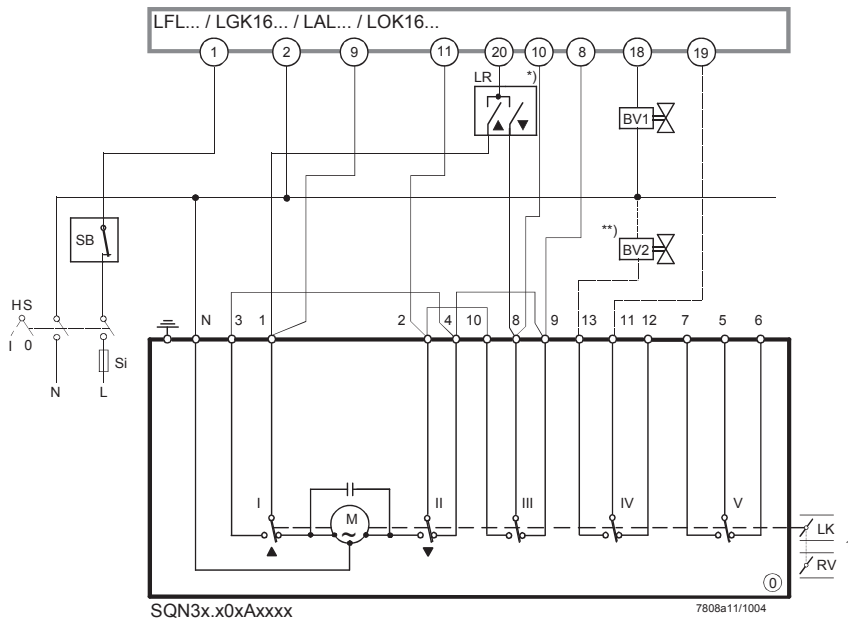 LFL... / LGK16... / LAL... / LOK16...
1 2 9 11 20 10 8 18 19
LR *)
BV1
SB
**)
BV2
HS
I 0
N 3 1 2 4 10 8 9 13 11 12 7 5 6
Si
N L
I M II III IV V
~
LK
RV
0
SQN3x.x0xAxxxx
7808a11/1004